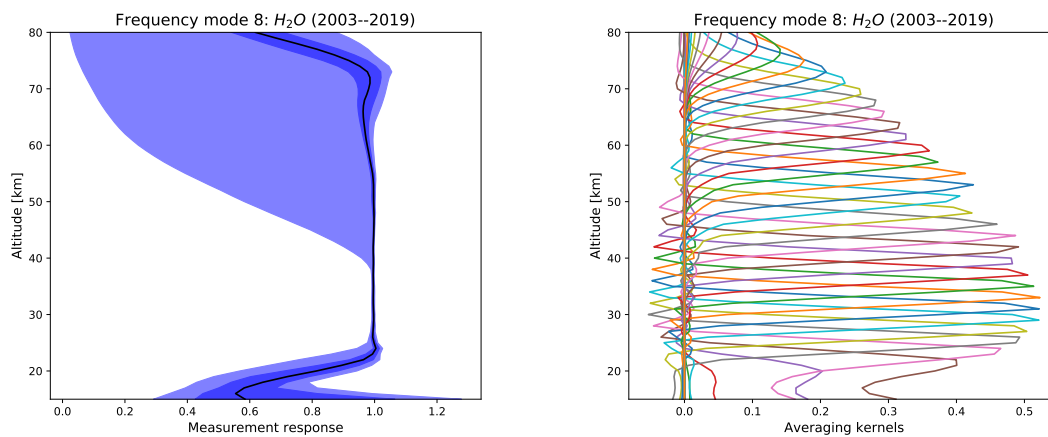 Frequency mode 8: H₂O (2003--2019)
80
70
60
50
40
30
20
Altitude [km]
0.0 0.2 0.4 0.6 0.8 1.0 1.2
Measurement response
Frequency mode 8: H₂O (2003--2019)
80
70
60
50
40
30
20
Altitude [km]
0.0 0.1 0.2 0.3 0.4 0.5
Averaging kernels